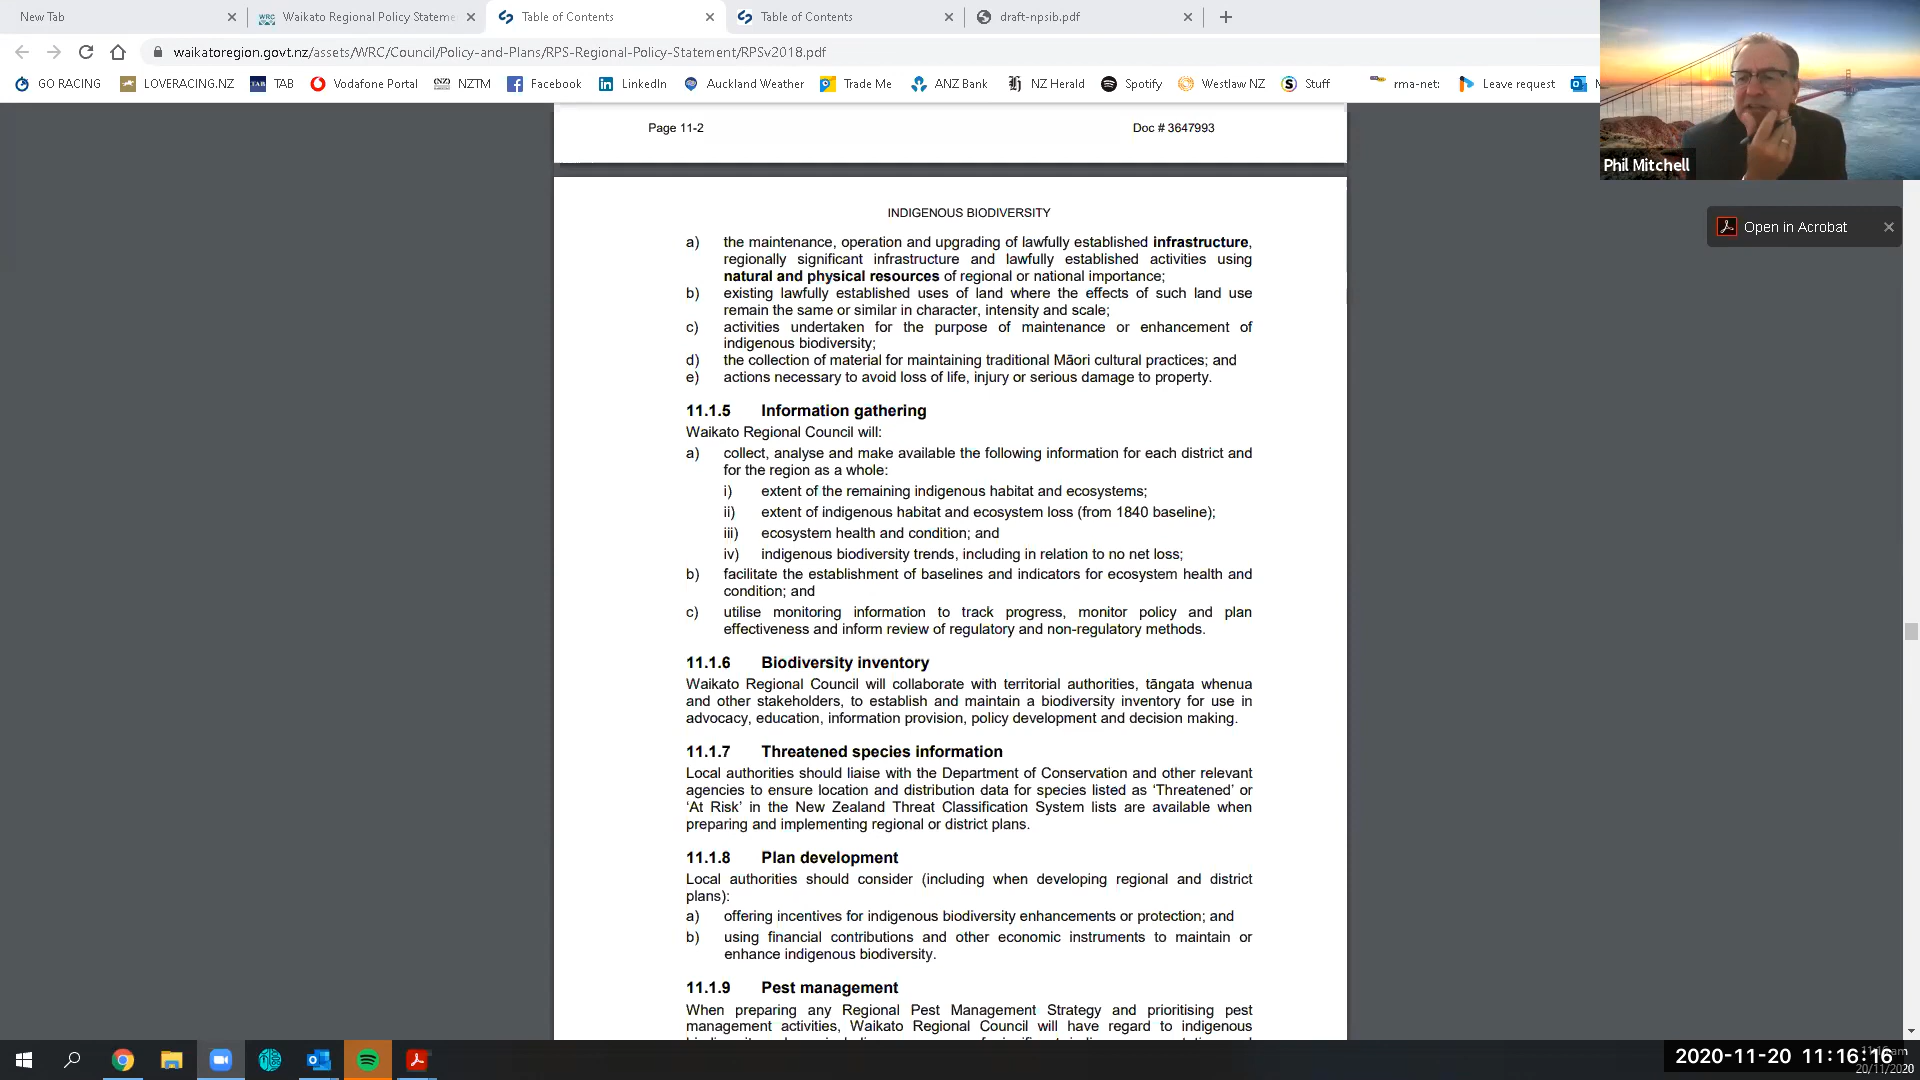 New Tab
WRC Waikato Regional Policy Stateme
Table of Contents
Table of Contents
draft-npsib.pdf
waikatoregion.govt.nz/assets/WRC/Council/Policy-and-Plans/RPS-Regional-Policy-Statement/RPSv2018.pdf
GO RACING LOVERACING.NZ TAB TAB Vodafone Portal NZTM Facebook LinkedIn Auckland Weather Trade Me ANZ Bank NZ Herald Spotify Westlaw NZ Stuff rma-net: Leave request
Phil Mitchell
Open in Acrobat
Page 11-2 Doc # 3647993
INDIGENOUS BIODIVERSITY
a) the maintenance, operation and upgrading of lawfully established infrastructure,
regionally significant infrastructure and lawfully established activities using
natural and physical resources of regional or national importance;
b) existing lawfully established uses of land where the effects of such land use
remain the same or similar in character, intensity and scale;
c) activities undertaken for the purpose of maintenance or enhancement of
indigenous biodiversity;
d) the collection of material for maintaining traditional Māori cultural practices; and
e) actions necessary to avoid loss of life, injury or serious damage to property.
11.1.5 Information gathering
Waikato Regional Council will:
a) collect, analyse and make available the following information for each district and
for the region as a whole:
i) extent of the remaining indigenous habitat and ecosystems;
ii) extent of indigenous habitat and ecosystem loss (from 1840 baseline);
iii) ecosystem health and condition; and
iv) indigenous biodiversity trends, including in relation to no net loss;
b) facilitate the establishment of baselines and indicators for ecosystem health and
condition; and
c) utilise monitoring information to track progress, monitor policy and plan
effectiveness and inform review of regulatory and non-regulatory methods.
11.1.6 Biodiversity inventory
Waikato Regional Council will collaborate with territorial authorities, tāngata whenua
and other stakeholders, to establish and maintain a biodiversity inventory for use in
advocacy, education, information provision, policy development and decision making.
11.1.7 Threatened species information
Local authorities should liaise with the Department of Conservation and other relevant
agencies to ensure location and distribution data for species listed as ‘Threatened’ or
‘At Risk’ in the New Zealand Threat Classification System lists are available when
preparing and implementing regional or district plans.
11.1.8 Plan development
Local authorities should consider (including when developing regional and district
plans):
a) offering incentives for indigenous biodiversity enhancements or protection; and
b) using financial contributions and other economic instruments to maintain or
enhance indigenous biodiversity.
11.1.9 Pest management
When preparing any Regional Pest Management Strategy and prioritising pest
management activities, Waikato Regional Council will have regard to indigenous
2020-11-20 11:16:16
20/11/2020